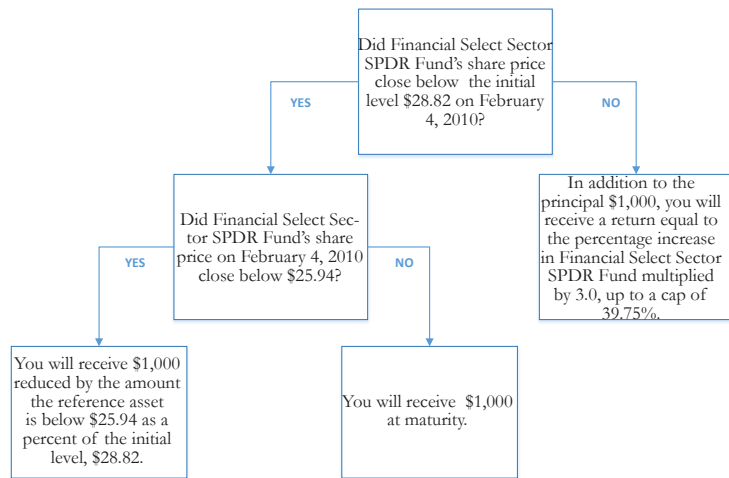 Did Financial Select Sector
SPDR Fund's share price
close below the initial
level $28.82 on February
4, 2010?
YES
NO
Did Financial Select Sec-
tor SPDR Fund's share
price on February 4, 2010
close below $25.94?
In addition to the
principal $1,000, you will
receive a return equal to
the percentage increase
in Financial Select Sector
SPDR Fund multiplied
by 3.0, up to a cap of
39.75%.
YES
NO
You will receive $1,000
reduced by the amount
the reference asset
is below $25.94 as a
percent of the initial
level, $28.82.
You will receive $1,000
at maturity.